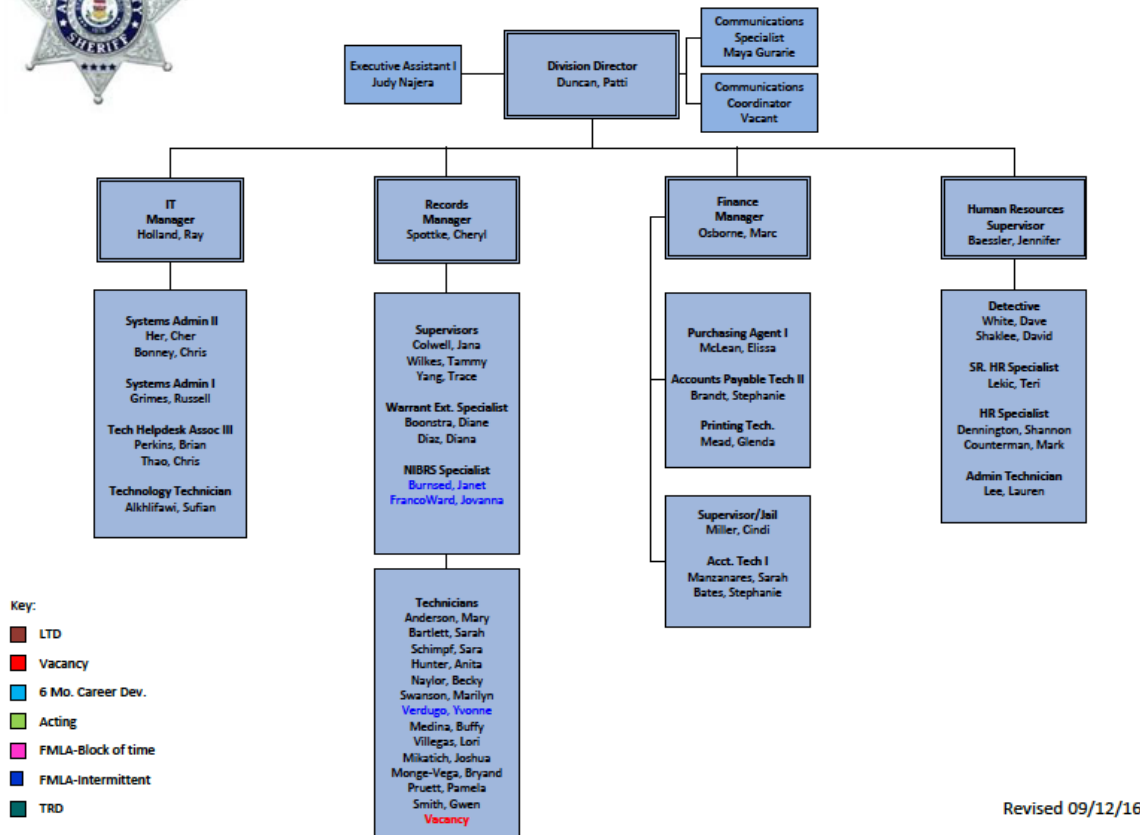 SHERIFF
Communications
Specialist
Maya Gurarie
Executive Assistant I
Judy Najera
Division Director
Duncan, Patti
Communications
Coordinator
Vacant
IT
Manager
Holland, Ray
Records
Manager
Spottke, Cheryl
Finance
Manager
Osborne, Marc
Human Resources
Supervisor
Baessler, Jennifer
Systems Admin II
Her, Cher
Bonney, Chris
Systems Admin I
Grimes, Russell
Tech Helpdesk Assoc III
Perkins, Brian
Thao, Chris
Technology Technician
Alkhlifawi, Sufian
Supervisors
Colwell, Jana
Wilkes, Tammy
Yang, Trace
Warrant Ext. Specialist
Boonstra, Diane
Diaz, Diana
NIBRS Specialist
Burnsed, Janet
FrancoWard, Jovanna
Technicians
Anderson, Mary
Bartlett, Sarah
Schimpf, Sara
Hunter, Anita
Naylor, Becky
Swanson, Marilyn
Verdugo, Yvonne
Medina, Buffy
Villegas, Lori
Mikatich, Joshua
Monge-Vega, Bryand
Pruett, Pamela
Smith, Gwen
Vacancy
Purchasing Agent I
McLean, Elissa
Accounts Payable Tech II
Brandt, Stephanie
Printing Tech.
Mead, Glenda
Supervisor/Jail
Miller, Cindi
Acct. Tech I
Manzanares, Sarah
Bates, Stephanie
Detective
White, Dave
Shaklee, David
SR. HR Specialist
Lekic, Teri
HR Specialist
Dennington, Shannon
Counterman, Mark
Admin Technician
Lee, Lauren
Key:
LTD
Vacancy
6 Mo. Career Dev.
Acting
FMLA-Block of time
FMLA-Intermittent
TRD
Revised 09/12/16